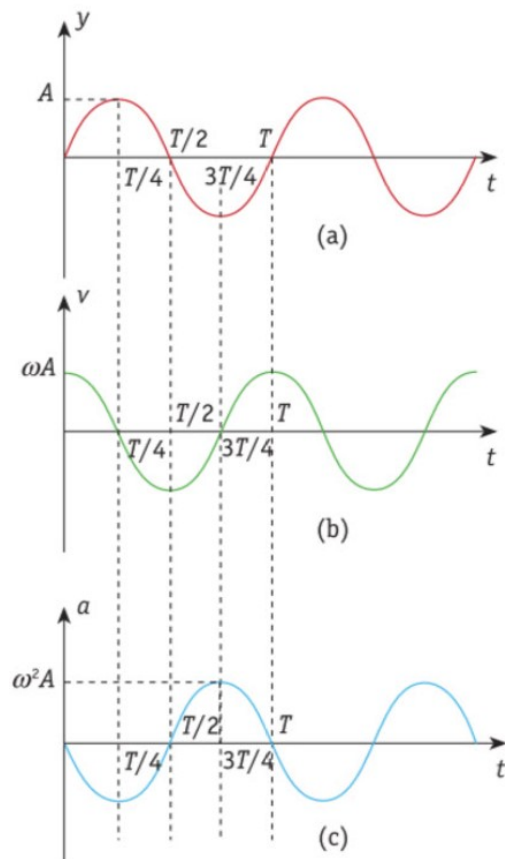 y
A
T/2 T
T/4 3T/4 t
(a)
v
ωA
T/2 T
T/4 3T/4 t
(b)
a
ω²A
T/2 T
T/4 3T/4 t
(c)